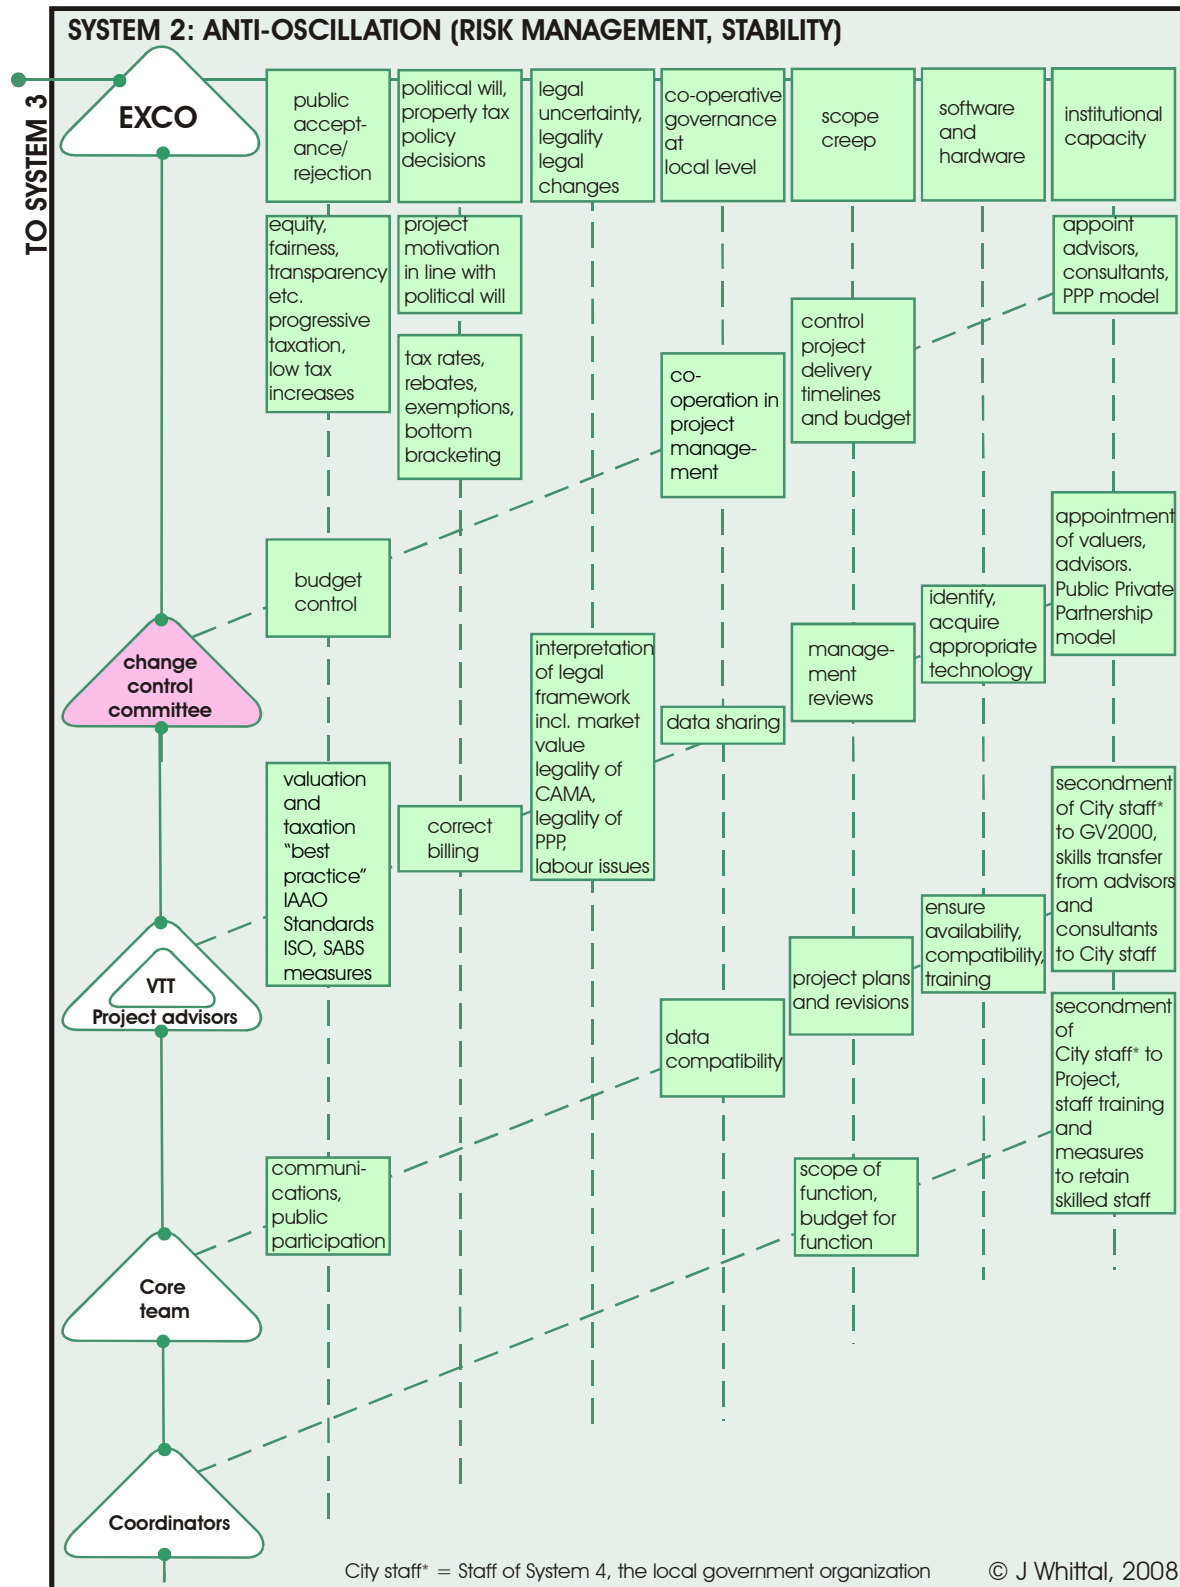 SYSTEM 2: ANTI-OSCILLATION (RISK MANAGEMENT, STABILITY)
TO SYSTEM 3
EXCO
public
accept-
ance/
rejection
political will,
property tax
policy
decisions
legal
uncertainty,
legality
legal
changes
co-operative
governance
at
local level
scope
creep
software
and
hardware
institutional
capacity
equity,
fairness,
transparency
etc.
progressive
taxation,
low tax
increases
project
motivation
in line with
political will
tax rates,
rebates,
exemptions,
bottom
bracketing
co-
operation in
project
manage-
ment
control
project
delivery
timelines
and budget
appoint
advisors,
consultants,
PPP model
budget
control
change
control
committee
interpretation
of legal
framework
incl. market
value
legality of
CAMA,
legality of
PPP,
labour issues
data sharing
manage-
ment
reviews
identify,
acquire
appropriate
technology
appointment
of valuers,
advisors.
Public Private
Partnership
model
valuation
and
taxation
"best
practice"
IAAO
Standards
ISO, SABS
measures
correct
billing
secondment
of City staff*
to GV2000,
skills transfer
from advisors
and
consultants
to City staff
VTT
Project advisors
project plans
and revisions
ensure
availability,
compatibility,
training
data
compatibility
secondment
of
City staff* to
Project,
staff training
and
measures
to retain
skilled staff
communi-
cations,
public
participation
scope of
function,
budget for
function
Core
team
Coordinators
City staff* = Staff of System 4, the local government organization
© J Whittal, 2008